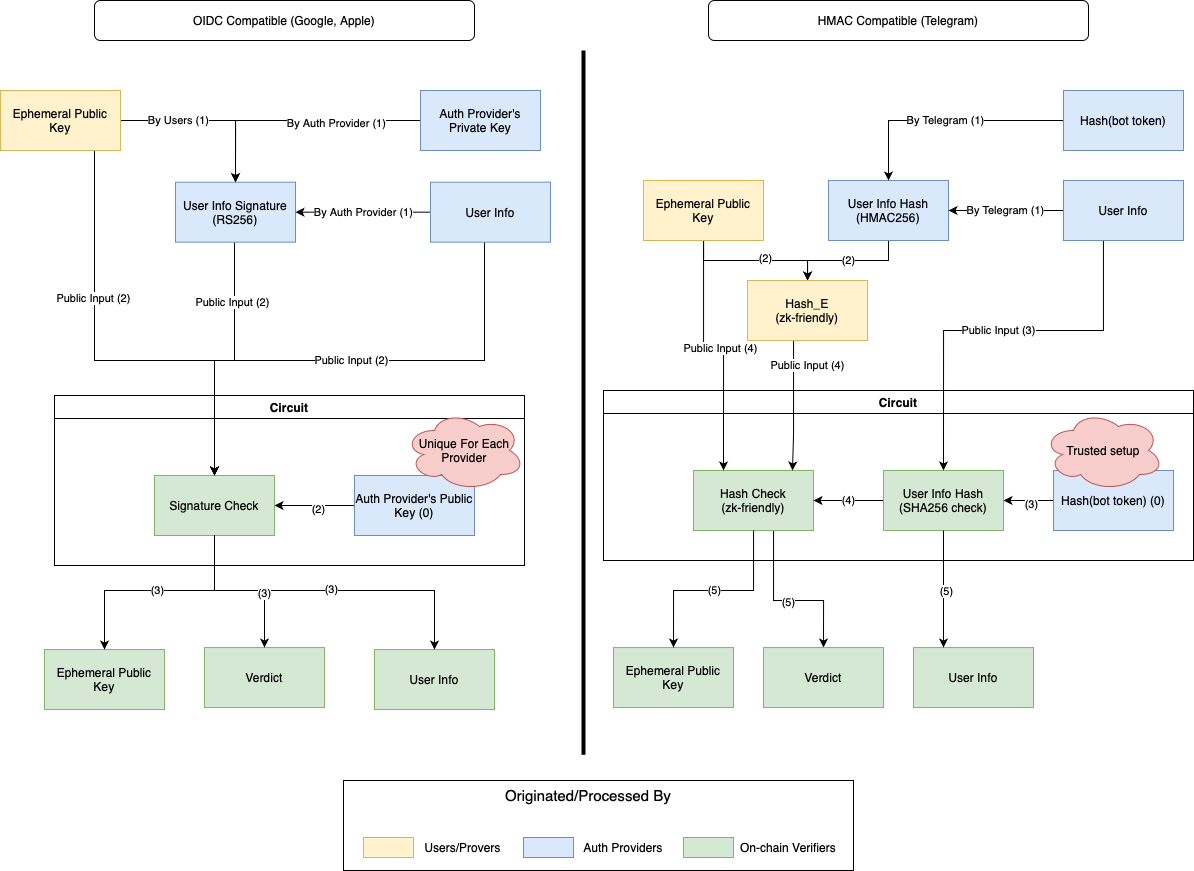 OIDC Compatible (Google, Apple)
HMAC Compatible (Telegram)
Ephemeral Public
Key
By Users (1)
By Auth Provider (1)
Auth Provider's
Private Key
User Info Signature
(RS256)
By Auth Provider (1)
User Info
Public Input (2)
Public Input (2)
Public Input (2)
Circuit
Unique For Each
Provider
Signature Check
(2)
Auth Provider's Public
Key (0)
(3)
(3)
(3)
Ephemeral Public
Key
Verdict
User Info
By Telegram (1)
Hash(bot token)
Ephemeral Public
Key
User Info Hash
(HMAC256)
By Telegram (1)
User Info
(2)
(2)
Hash_E
(zk-friendly)
Public Input (3)
Public Input (4)
Public Input (4)
Circuit
Trusted setup
Hash Check
(zk-friendly)
(4)
User Info Hash
(SHA256 check)
(3)
Hash(bot token) (0)
(5)
(5)
(5)
Ephemeral Public
Key
Verdict
User Info
Originated/Processed By
Users/Provers
Auth Providers
On-chain Verifiers